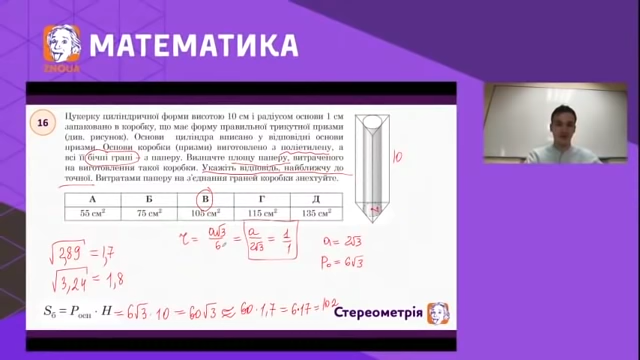 МАТЕМАТИКА
ZNOUA
16
Цукерку циліндричної форми висотою 10 см і радіусом основи 1 см
запаковано в коробку, що має форму правильної трикутної призми
(див. рисунок). Основи циліндра вписано у відповідні основи
призми. Основи коробки (призми) виготовлено з поліетилену, а
всі її бічні грані – з паперу. Визначте площу паперу, витраченого
на виготовлення такої коробки. Укажіть відповідь, найближчу до
точної. Витратами паперу на з'єднання граней коробки знехтуйте.
10
А Б В Г Д
55 см² 75 см² 105 см² 115 см² 135 см²
√2,89 = 1,7
√3,24 = 1,8
r = a√3/6 = a/2√3 = 1/1
a = 2√3
P₀ = 6√3
Sб = Pосн · H = 6√3 · 10 = 60√3 ≈ 60 · 1,7 = 6·17 = 102
Стереометрія